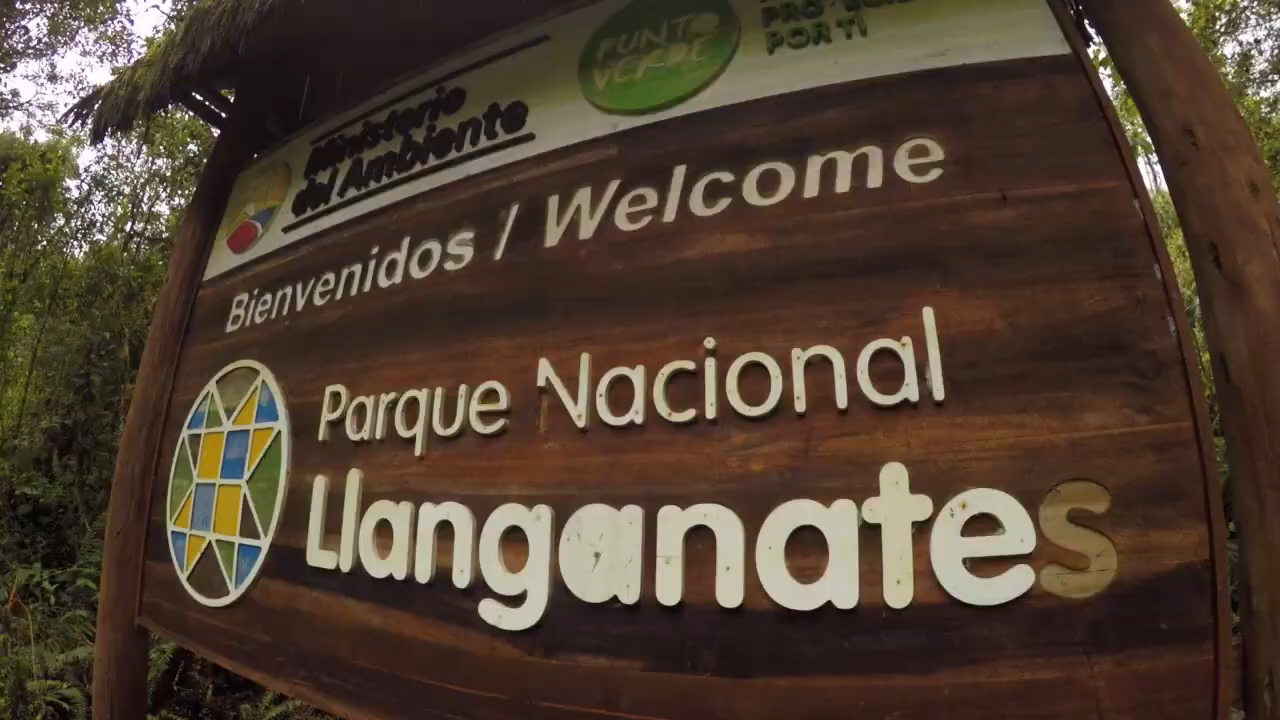 Ministerio
del Ambiente
PUNTO
VERDE
POR TI
Bienvenidos / Welcome
Parque Nacional
Llanganates